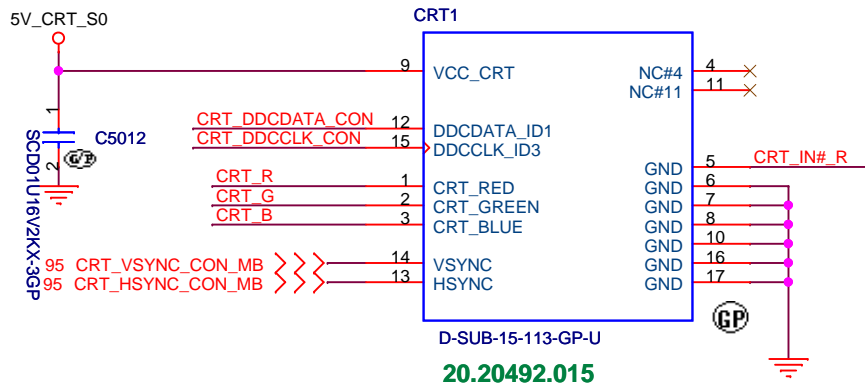 CRT1
5V_CRT_S0
9 VCC_CRT NC#4 4
NC#11 11
1
C5012
2
SCD01U16V2KX-3GP
CRT_DDCDATA_CON 12 DDCDATA_ID1
CRT_DDCCLK_CON 15 DDCCLK_ID3
GND 5 CRT_IN#_R
CRT_R 1 CRT_RED GND 6
CRT_G 2 CRT_GREEN GND 7
CRT_B 3 CRT_BLUE GND 8
GND 10
95 CRT_VSYNC_CON_MB 14 VSYNC GND 16
95 CRT_HSYNC_CON_MB 13 HSYNC GND 17
G/P
GP
D-SUB-15-113-GP-U
20.20492.015